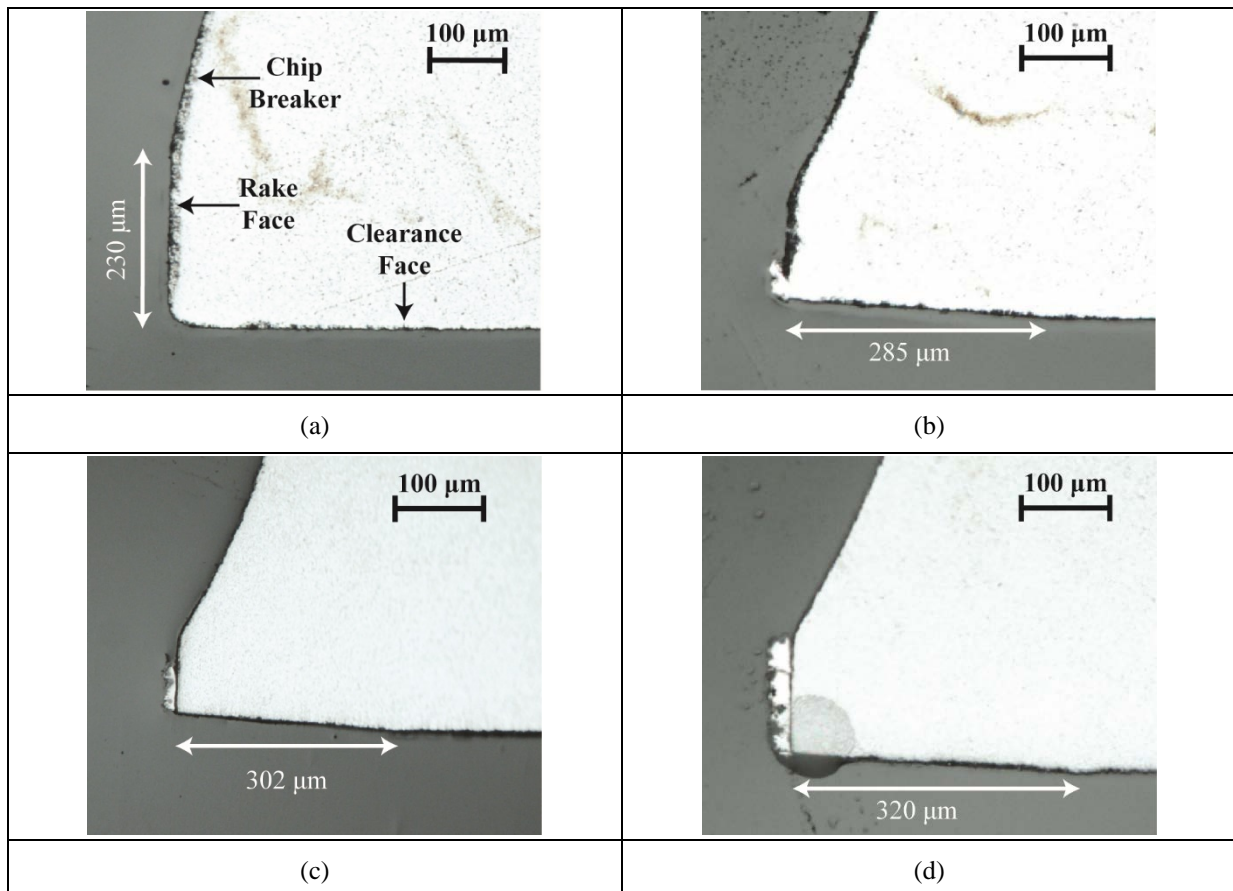 100 µm
Chip
Breaker
Rake
Face
230 µm
Clearance
Face
100 µm
285 µm
(a)
(b)
100 µm
302 µm
100 µm
320 µm
(c)
(d)